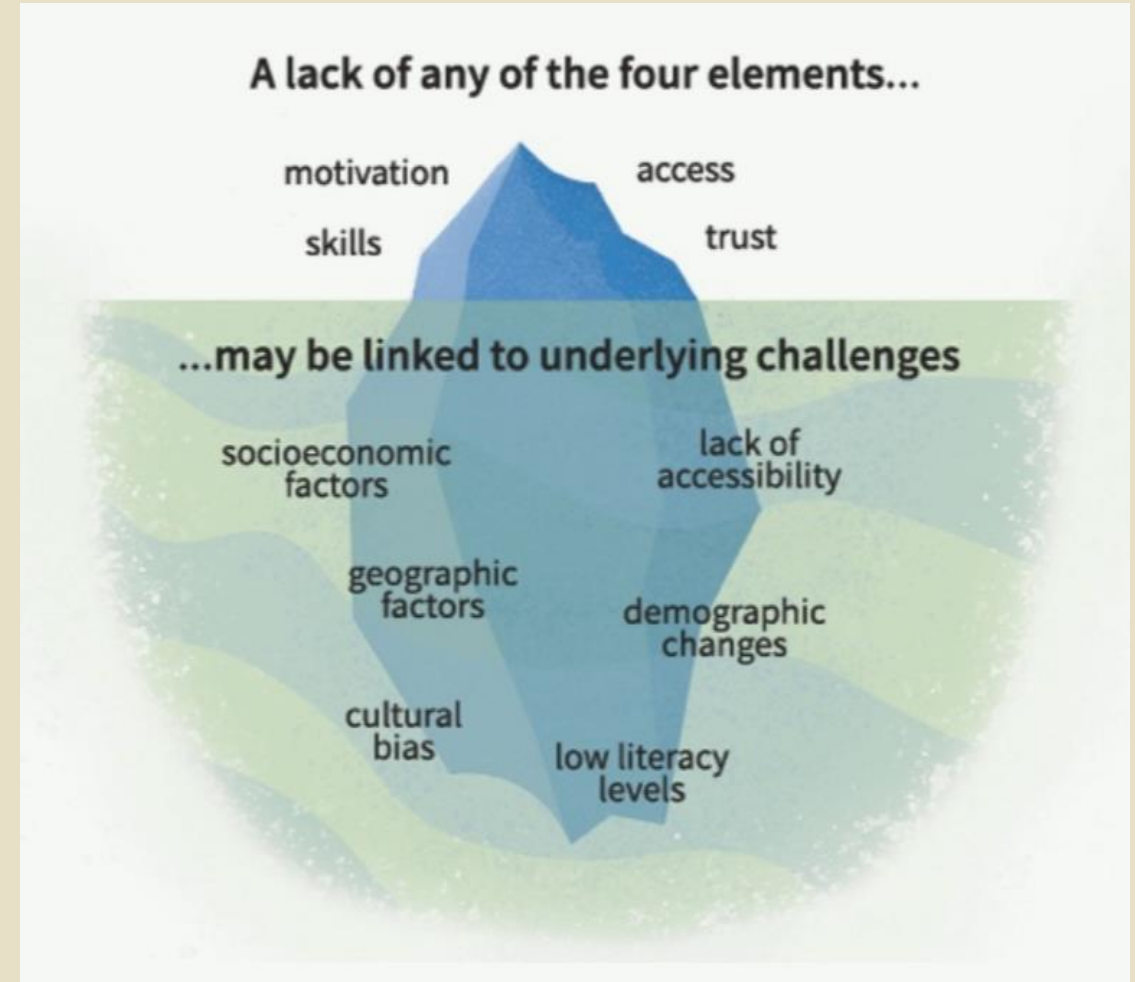 A lack of any of the four elements...
motivation
access
skills
trust
...may be linked to underlying challenges
socioeconomic
factors
lack of
accessibility
geographic
factors
demographic
changes
cultural
bias
low literacy
levels